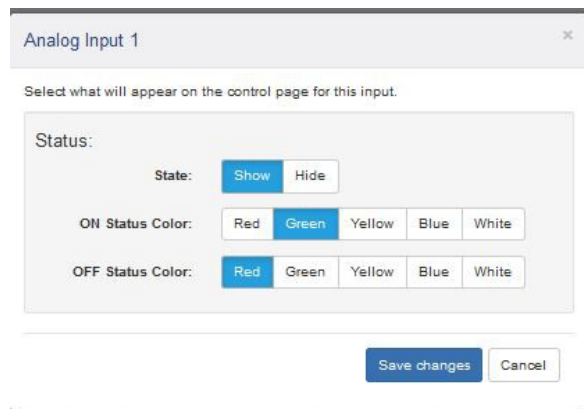 Analog Input 1 ×
Select what will appear on the control page for this input.
Status:
State: Show Hide
ON Status Color: Red Green Yellow Blue White
OFF Status Color: Red Green Yellow Blue White
Save changes Cancel